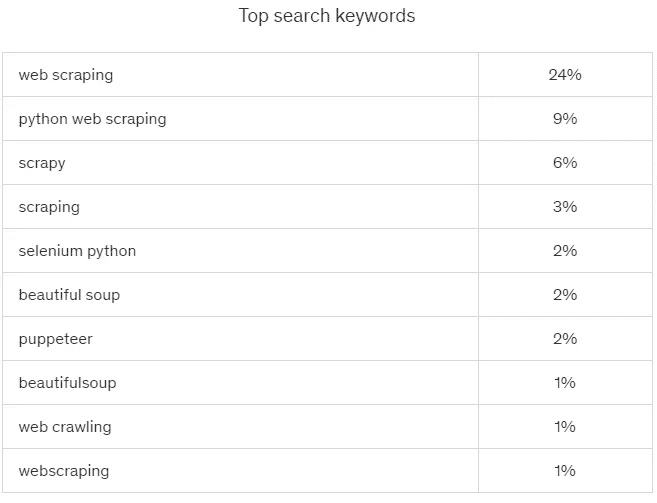 Top search keywords
web scraping 24%
python web scraping 9%
scrapy 6%
scraping 3%
selenium python 2%
beautiful soup 2%
puppeteer 2%
beautifulsoup 1%
web crawling 1%
webscraping 1%